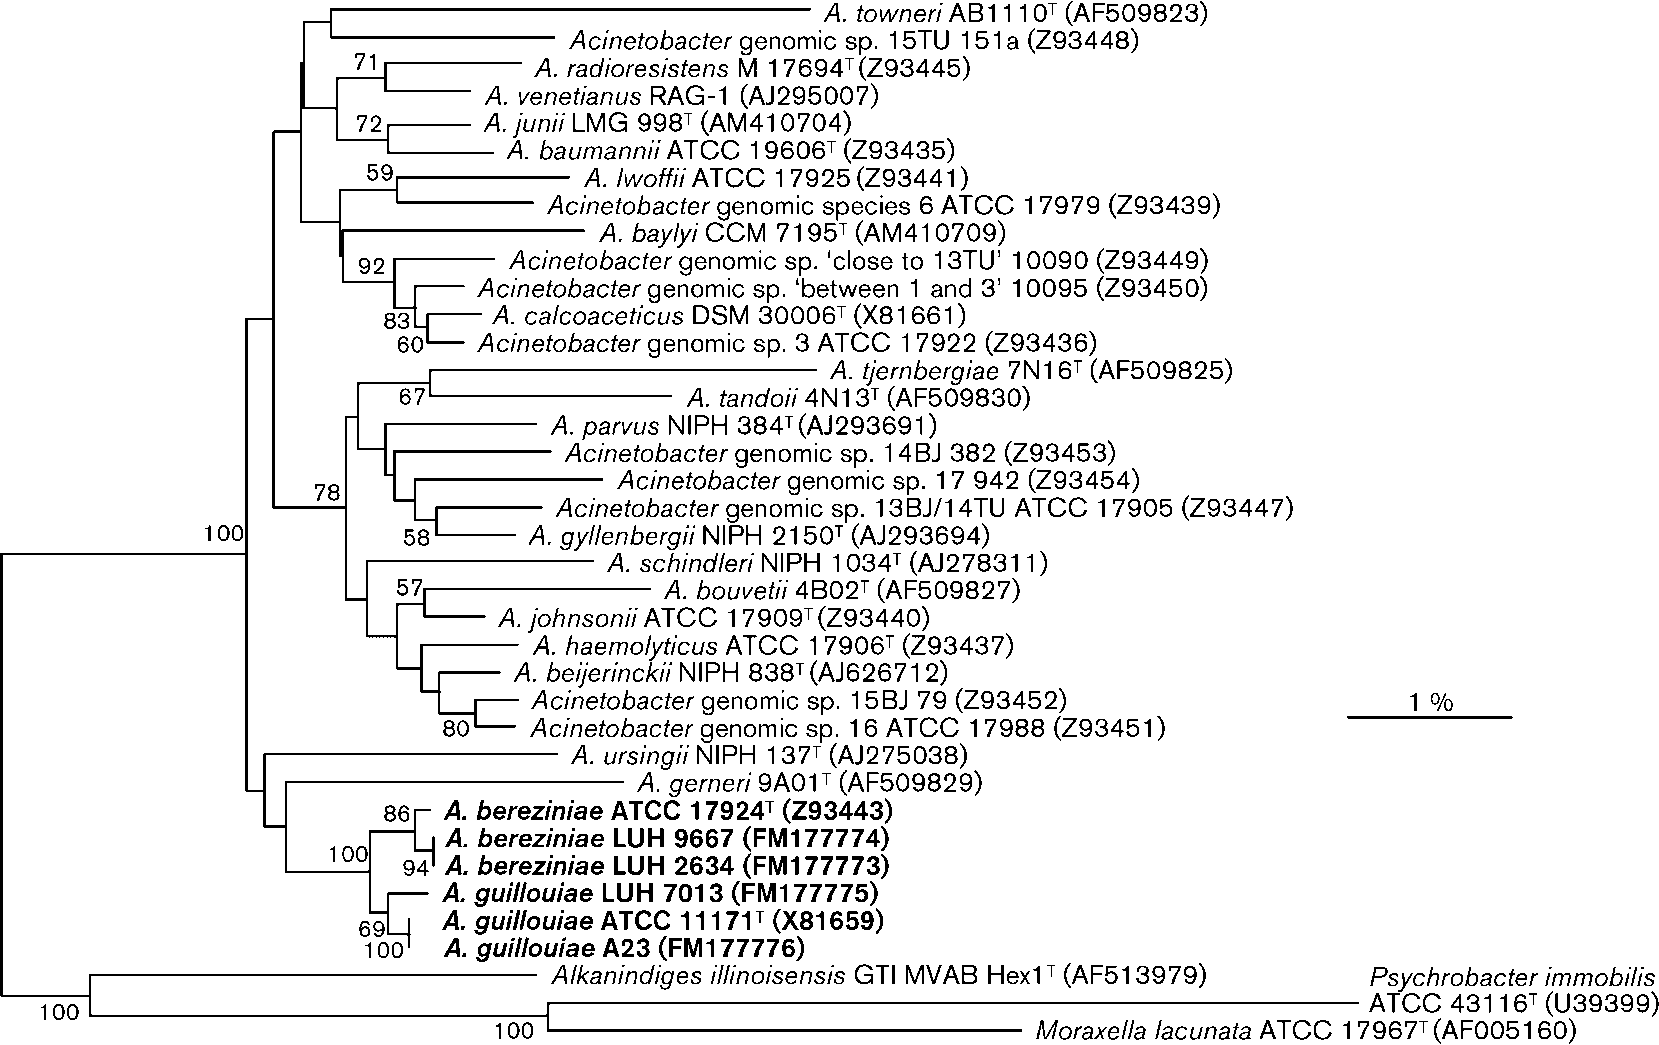 A. towneri AB1110ᵀ (AF509823)
Acinetobacter genomic sp. 15TU 151a (Z93448)
71
A. radioresistens M 17694ᵀ (Z93445)
A. venetianus RAG-1 (AJ295007)
72
A. junii LMG 998ᵀ (AM410704)
A. baumannii ATCC 19606ᵀ (Z93435)
59
A. lwoffii ATCC 17925 (Z93441)
Acinetobacter genomic species 6 ATCC 17979 (Z93439)
A. baylyi CCM 7195ᵀ (AM410709)
92
Acinetobacter genomic sp. ‘close to 13TU’ 10090 (Z93449)
Acinetobacter genomic sp. ‘between 1 and 3’ 10095 (Z93450)
83
A. calcoaceticus DSM 30006ᵀ (X81661)
60
Acinetobacter genomic sp. 3 ATCC 17922 (Z93436)
A. tjernbergiae 7N16ᵀ (AF509825)
67
A. tandoii 4N13ᵀ (AF509830)
A. parvus NIPH 384ᵀ (AJ293691)
Acinetobacter genomic sp. 14BJ 382 (Z93453)
Acinetobacter genomic sp. 17 942 (Z93454)
78
Acinetobacter genomic sp. 13BJ/14TU ATCC 17905 (Z93447)
100
58
A. gyllenbergii NIPH 2150ᵀ (AJ293694)
A. schindleri NIPH 1034ᵀ (AJ278311)
57
A. bouvetii 4B02ᵀ (AF509827)
A. johnsonii ATCC 17909ᵀ (Z93440)
A. haemolyticus ATCC 17906ᵀ (Z93437)
A. beijerinckii NIPH 838ᵀ (AJ626712)
Acinetobacter genomic sp. 15BJ 79 (Z93452)
1 %
80
Acinetobacter genomic sp. 16 ATCC 17988 (Z93451)
A. ursingii NIPH 137ᵀ (AJ275038)
A. gerneri 9A01ᵀ (AF509829)
86
A. bereziniae ATCC 17924ᵀ (Z93443)
A. bereziniae LUH 9667 (FM177774)
100
94
A. bereziniae LUH 2634 (FM177773)
A. guillouiae LUH 7013 (FM177775)
69
A. guillouiae ATCC 11171ᵀ (X81659)
100
A. guillouiae A23 (FM177776)
Alkanindiges illinoisensis GTI MVAB Hex1ᵀ (AF513979)
Psychrobacter immobilis
ATCC 43116ᵀ (U39399)
100
100
Moraxella lacunata ATCC 17967ᵀ (AF005160)